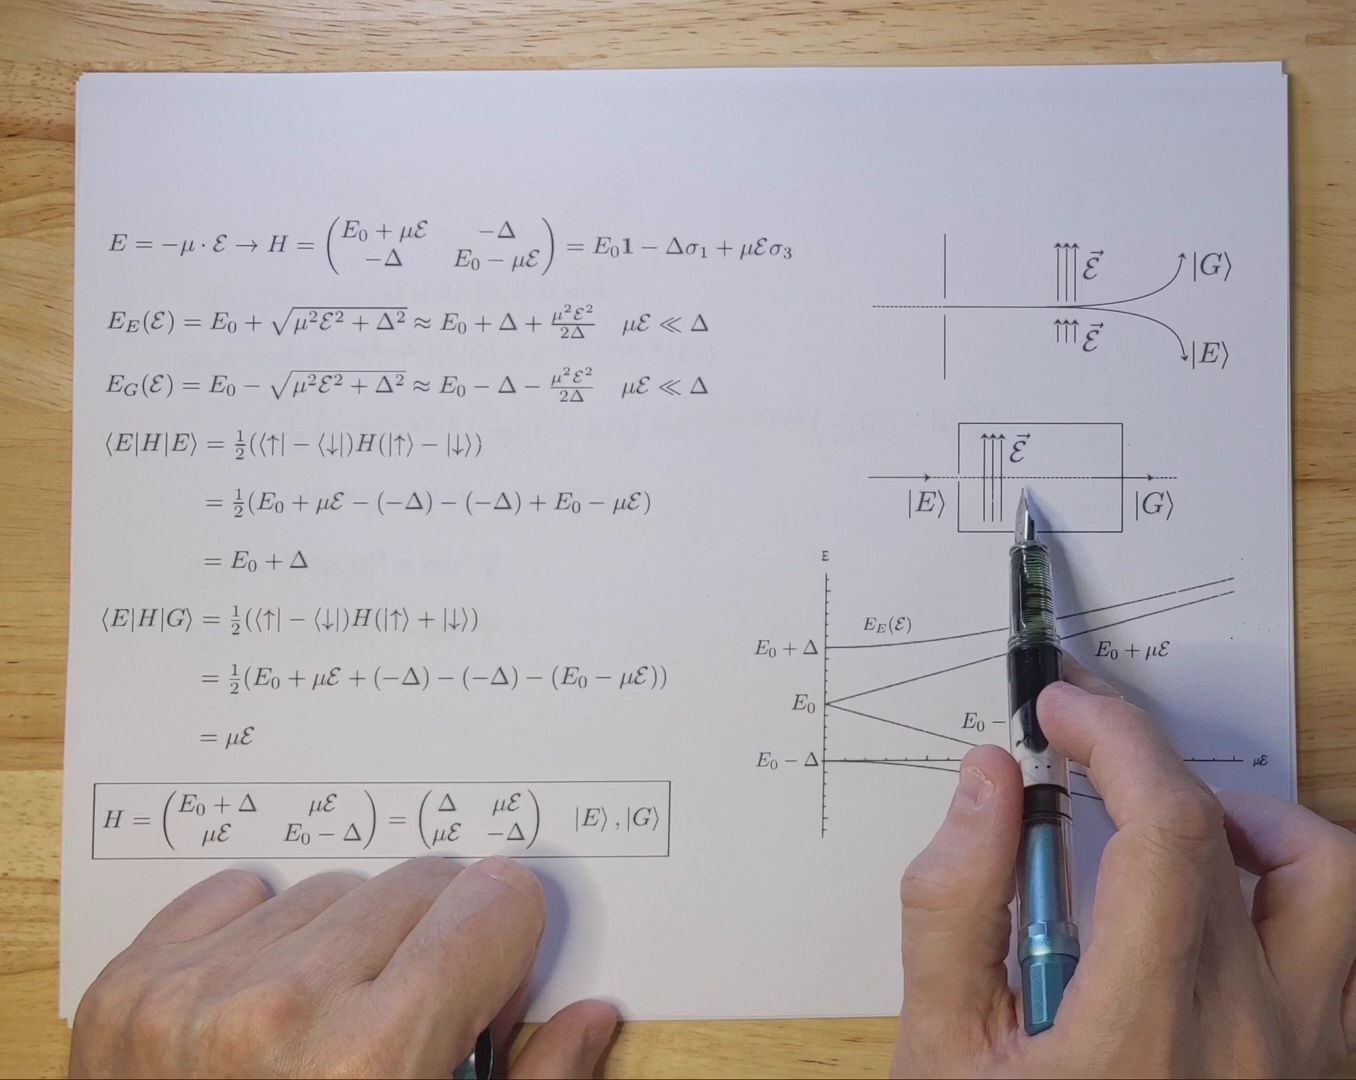 E = −μ · ℰ → H = (E₀ + με −Δ; −Δ E₀ − με) = E₀1 − Δσ₁ + μℰσ₃
E_E(ℰ) = E₀ + √(μ²ℰ² + Δ²) ≈ E₀ + Δ + μ²ℰ²/2Δ μℰ ≪ Δ
E_G(ℰ) = E₀ − √(μ²ℰ² + Δ²) ≈ E₀ − Δ − μ²ℰ²/2Δ μℰ ≪ Δ
⟨E|H|E⟩ = ½(⟨↑| − ⟨↓|)H(|↑⟩ − |↓⟩)
= ½(E₀ + μℰ − (−Δ) − (−Δ) + E₀ − μℰ)
= E₀ + Δ
⟨E|H|G⟩ = ½(⟨↑| − ⟨↓|)H(|↑⟩ + |↓⟩)
= ½(E₀ + μℰ + (−Δ) − (−Δ) − (E₀ − μℰ))
= μℰ
H = (E₀ + Δ μℰ; μℰ E₀ − Δ) = (Δ μℰ; μℰ −Δ) |E⟩, |G⟩
ℰ⃗ |G⟩
ℰ⃗ |E⟩
ℰ⃗
|E⟩ |G⟩
E
E_E(ℰ)
E₀ + Δ
E₀ + μℰ
E₀
E₀ −
E₀ − Δ
μℰ